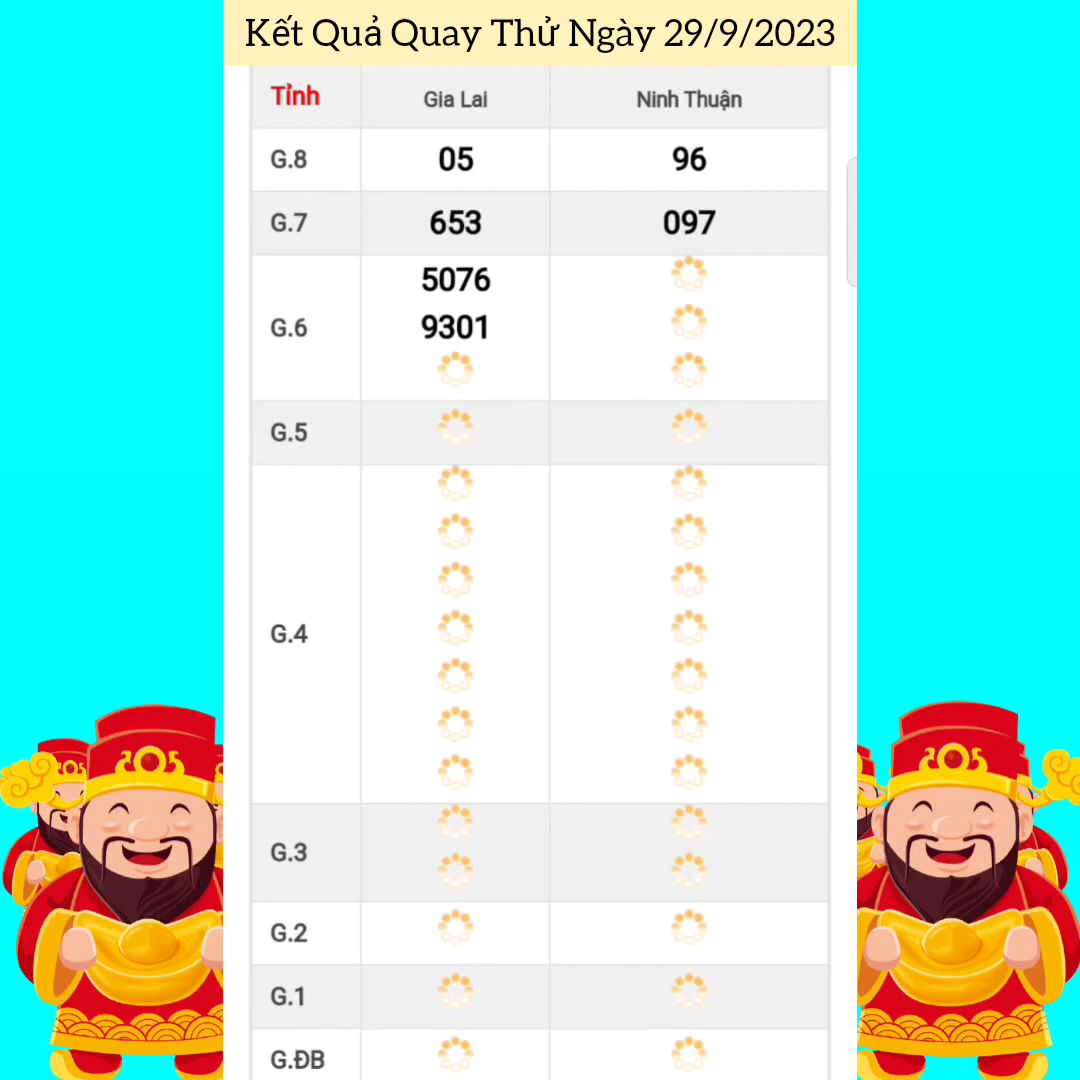 Kết Quả Quay Thử Ngày 29/9/2023
Tỉnh Gia Lai Ninh Thuận
G.8 05 96
G.7 653 097
G.6 5076
9301
G.5
G.4
G.3
G.2
G.1
G.ĐB